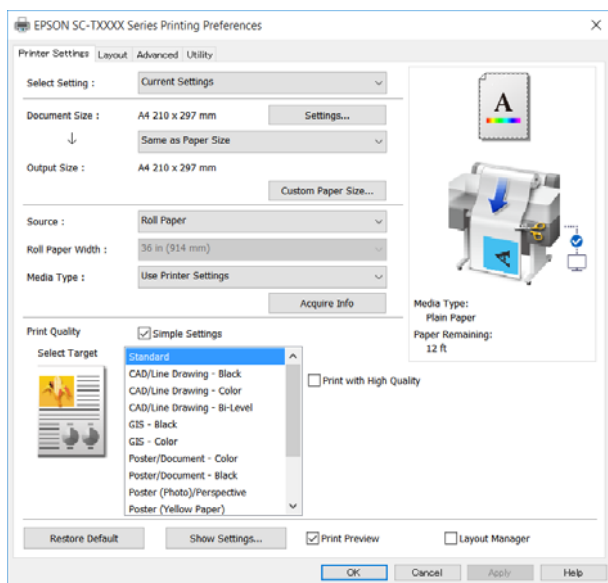 EPSON SC-TXXXX Series Printing Preferences
Printer Settings Layout Advanced Utility
Select Setting : Current Settings
Document Size : A4 210 x 297 mm Settings...
Same as Paper Size
Output Size : A4 210 x 297 mm
Custom Paper Size...
Source : Roll Paper
Roll Paper Width : 36 in (914 mm)
Media Type : Use Printer Settings
Acquire Info
A
Media Type:
Plain Paper
Paper Remaining:
12 ft
Print Quality Simple Settings
Select Target
Standard
CAD/Line Drawing - Black
CAD/Line Drawing - Color
CAD/Line Drawing - Bi-Level
GIS - Black
GIS - Color
Poster/Document - Color
Poster/Document - Black
Poster (Photo)/Perspective
Poster (Yellow Paper)
Print with High Quality
Restore Default Show Settings... Print Preview Layout Manager
OK Cancel Apply Help